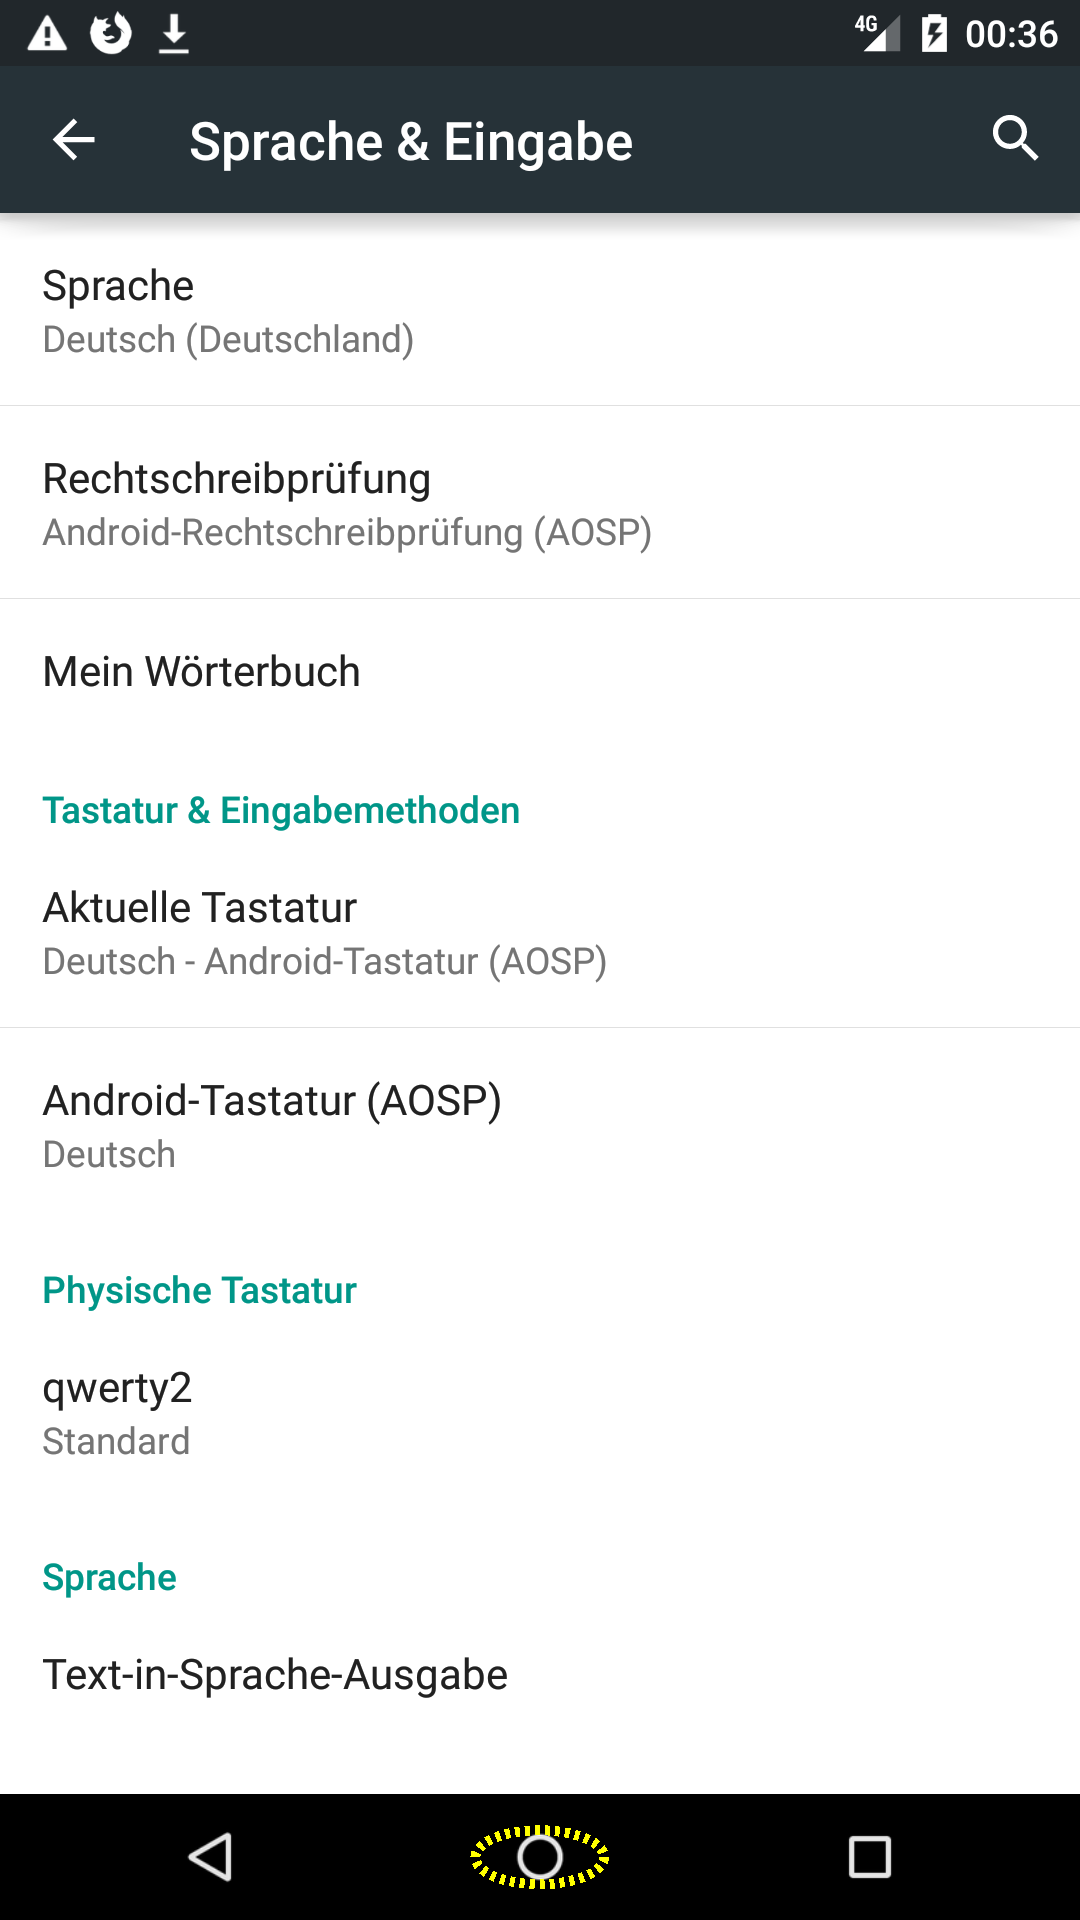 4G 00:36
Sprache & Eingabe
Sprache
Deutsch (Deutschland)
Rechtschreibprüfung
Android-Rechtschreibprüfung (AOSP)
Mein Wörterbuch
Tastatur & Eingabemethoden
Aktuelle Tastatur
Deutsch - Android-Tastatur (AOSP)
Android-Tastatur (AOSP)
Deutsch
Physische Tastatur
qwerty2
Standard
Sprache
Text-in-Sprache-Ausgabe